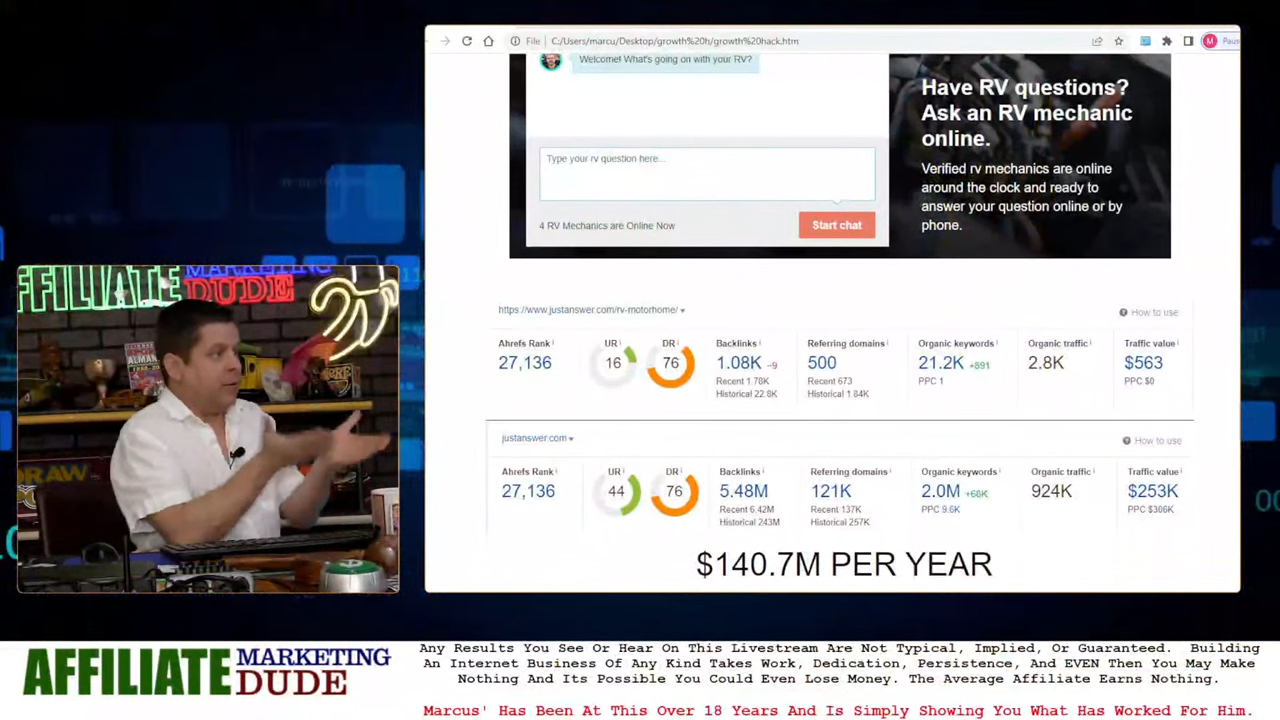 File
C:/Users/marcu/Desktop/growth%20h/growth%20hack.htm
M
Paus
Welcome! What's going on with your RV?
Type your rv question here...
4 RV Mechanics are Online Now
Start chat
Have RV questions?
Ask an RV mechanic
online.
Verified rv mechanics are online
around the clock and ready to
answer your question online or by
phone.
https://www.justanswer.com/rv-motorhome/
How to use
Ahrefs Rank UR DR Backlinks Referring domains Organic keywords Organic traffic Traffic value
27,136 16 76 1.08K -9 500 21.2K +891 2.8K $563
Recent 1.78K Recent 673 PPC 1 PPC $0
Historical 22.8K Historical 1.84K
justanswer.com
How to use
Ahrefs Rank UR DR Backlinks Referring domains Organic keywords Organic traffic Traffic value
27,136 44 76 5.48M 121K 2.0M +68K 924K $253K
Recent 6.42M Recent 137K PPC 9.6K PPC $306K
Historical 243M Historical 257K
$140.7M PER YEAR
FFILIATE MARKETING
DUDE
ALMAN
DRAW
AFFILIATE MARKETING
DUDE
Any Results You See or Hear On This Livestream Are Not Typical, Implied, Or Guaranteed. Building
An Internet Business Of Any Kind Takes Work, Dedication, Persistence, And EVEN Then You May Make
Nothing And Its Possible You Could Even Lose Money. The Average Affiliate Earns Nothing.
Marcus' Has Been At This Over 18 Years And Is Simply Showing You What Has Worked For Him.